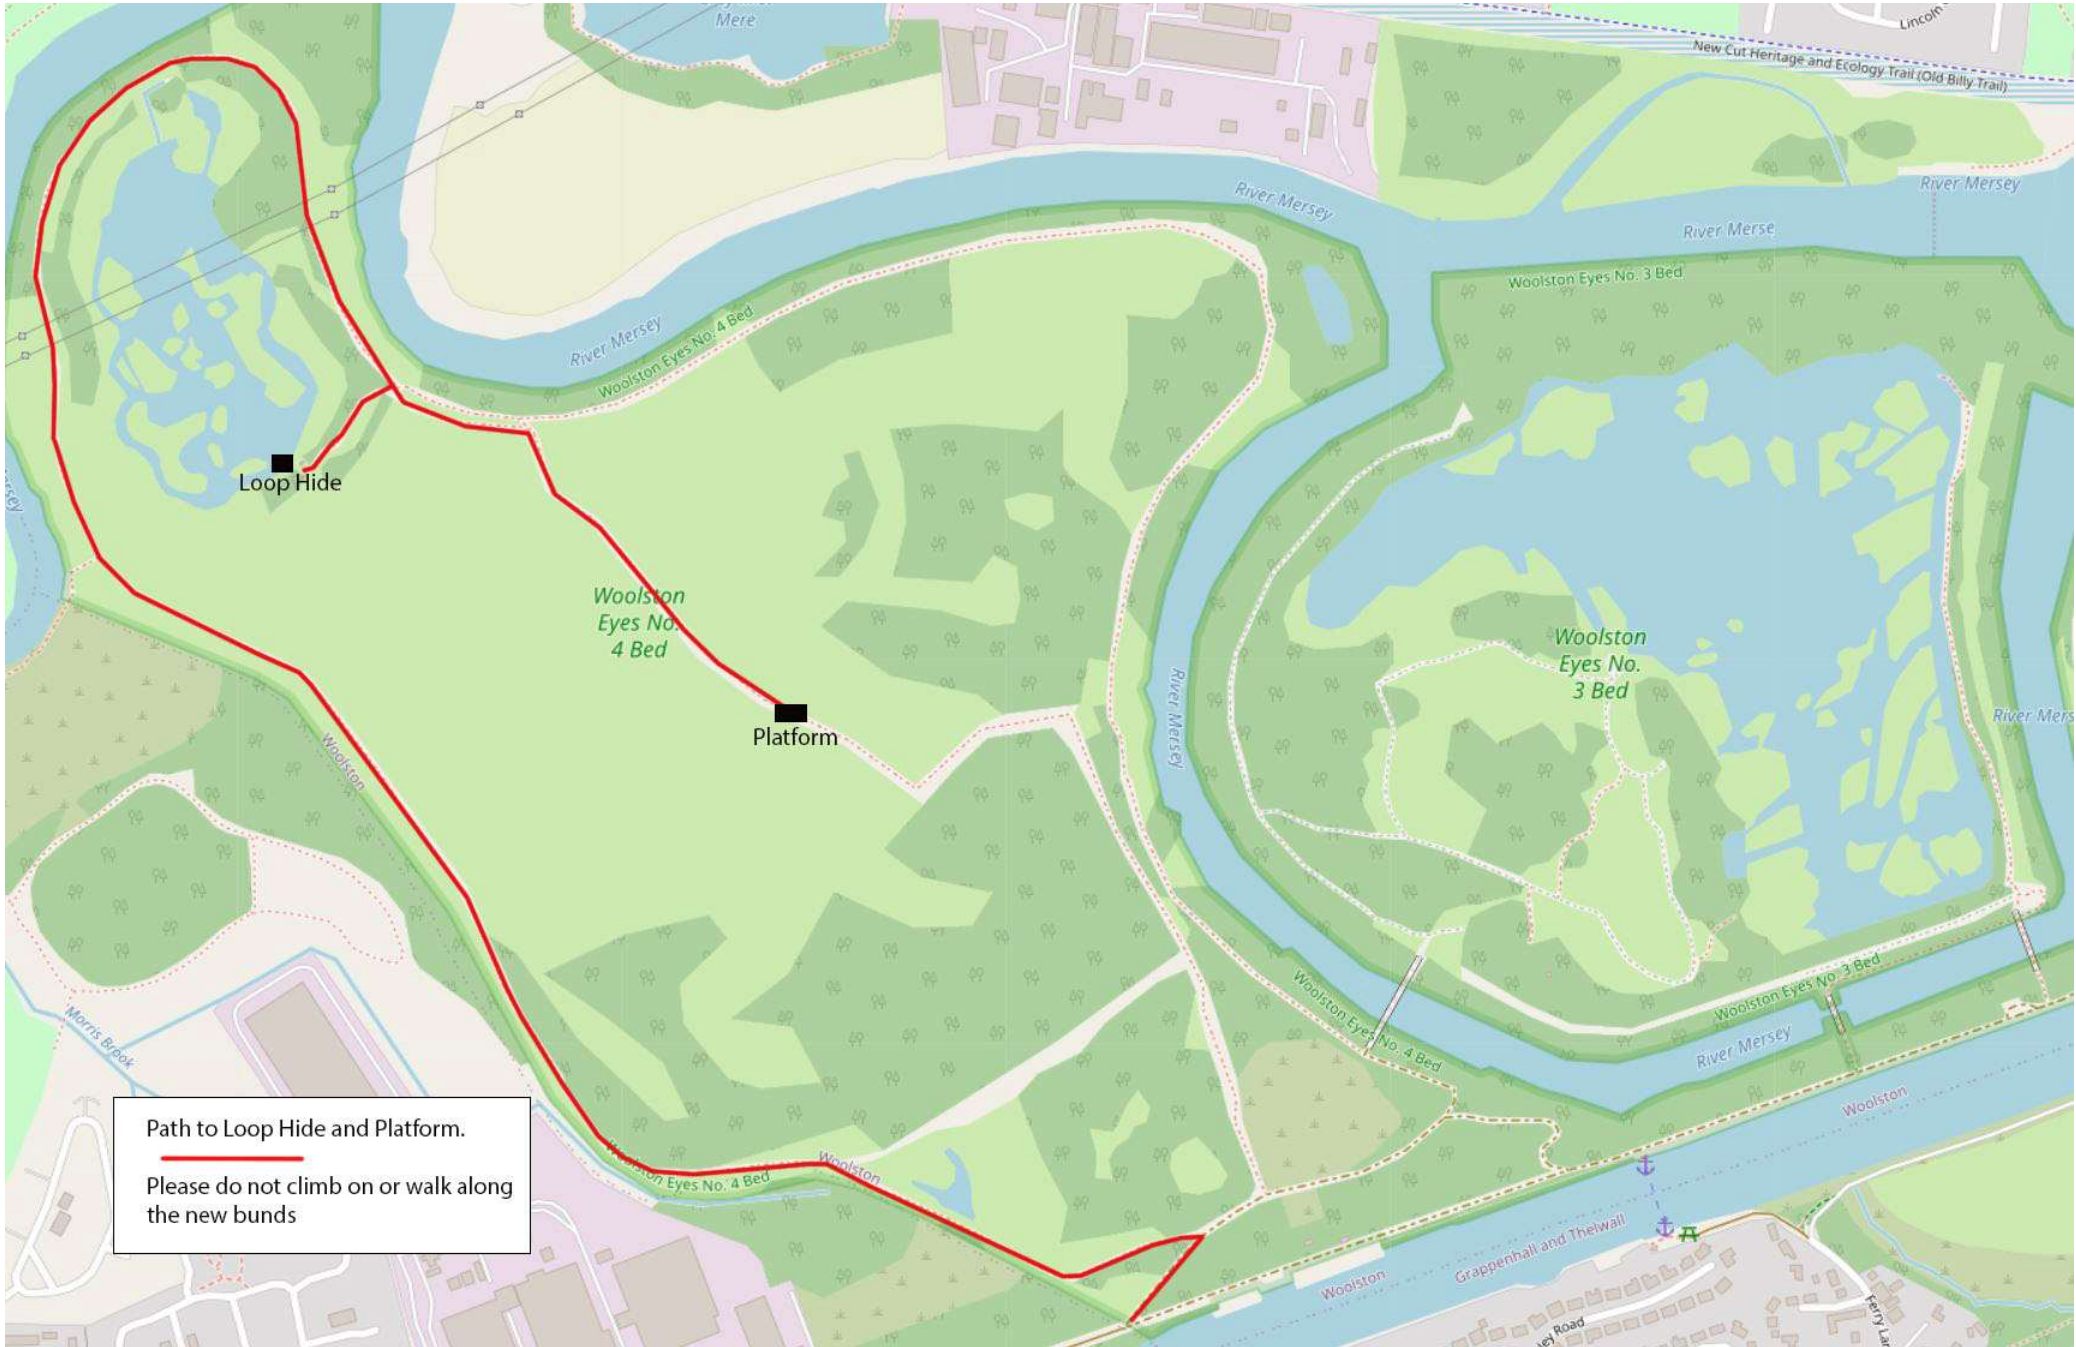 Mere
Lincoln
New Cut Heritage and Ecology Trail (Old Billy Trail)
River Mersey
River Mersey
River Merse
Woolston Eyes No. 3 Bed
River Mersey
Woolston Eyes No. 4 Bed
Loop Hide
Woolston
Eyes No.
4 Bed
Woolston
Eyes No.
3 Bed
River Mersey
River Mers
Platform
Woolston
Woolston Eyes No. 4 Bed
Woolston Eyes No. 3 Bed
River Mersey
Morris Brook
Woolston
Path to Loop Hide and Platform.
Please do not climb on or walk along
the new bunds
Woolston Eyes No. 4 Bed
Woolston
Grappenhall and Thelwall
Woolston
ey Road
Ferry La